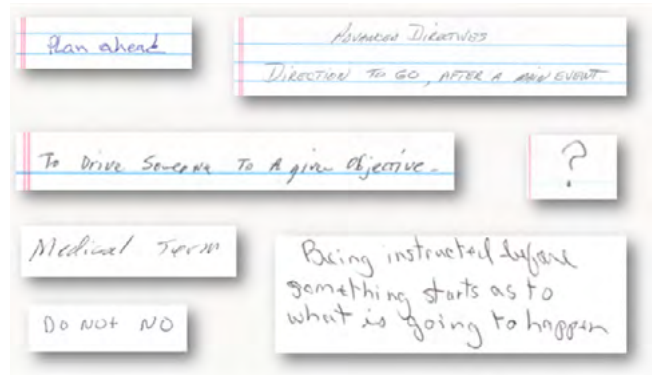 Plan ahead
ADVANCED DIRECTIVES
DIRECTION TO GO, AFTER A MAIN EVENT.
To Drive Someone To A given Objective.
?
Medical Term
Being instructed before
something starts as to
what is going to happen
Do NOT NO